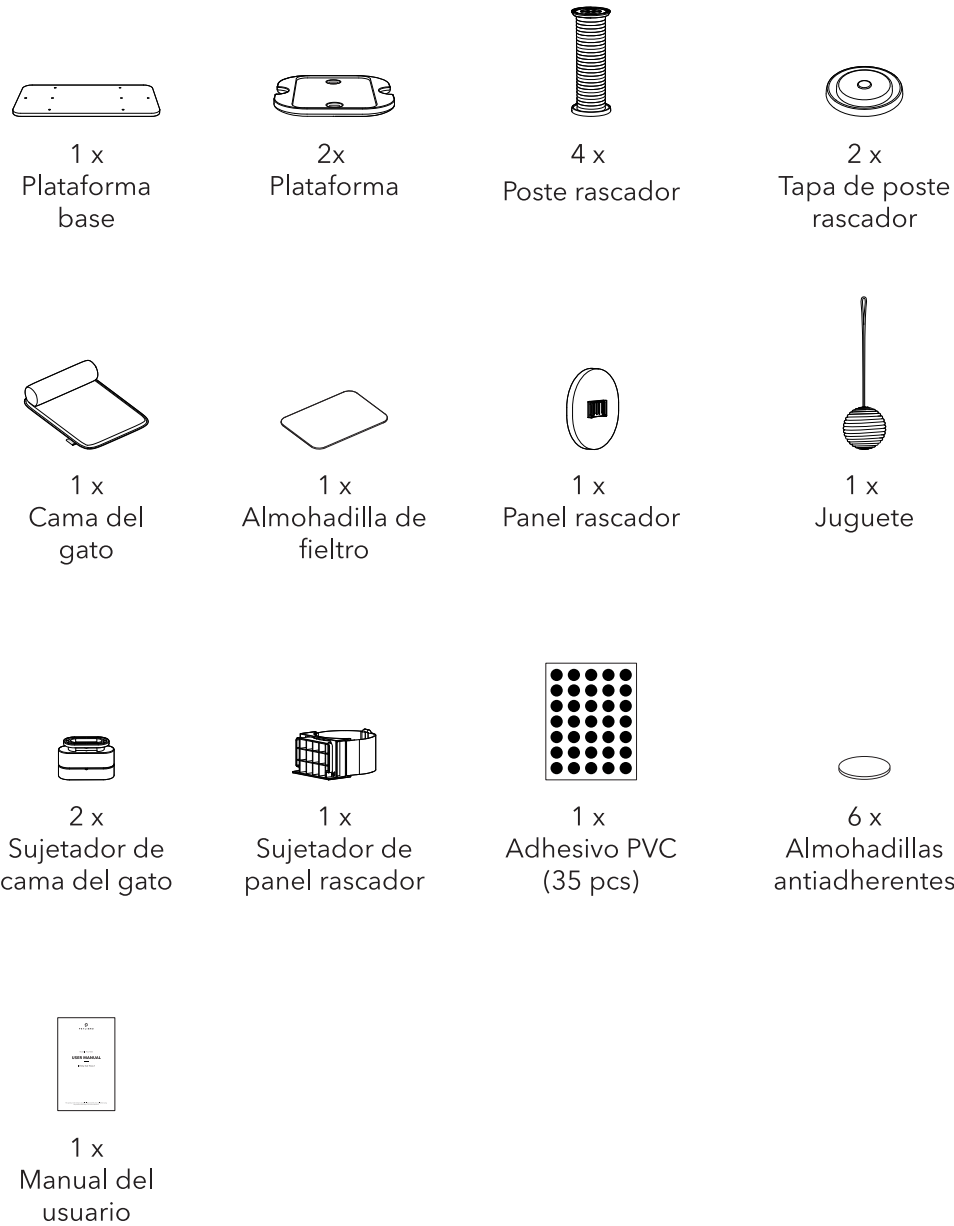 1 x
Plataforma
base
2x
Plataforma
4 x
Poste rascador
2 x
Tapa de poste
rascador
1 x
Cama del
gato
1 x
Almohadilla de
fieltro
1 x
Panel rascador
1 x
Juguete
2 x
Sujetador de
cama del gato
1 x
Sujetador de
panel rascador
1 x
Adhesivo PVC
(35 pcs)
6 x
Almohadillas
antiadherentes
USER MANUAL
1 x
Manual del
usuario